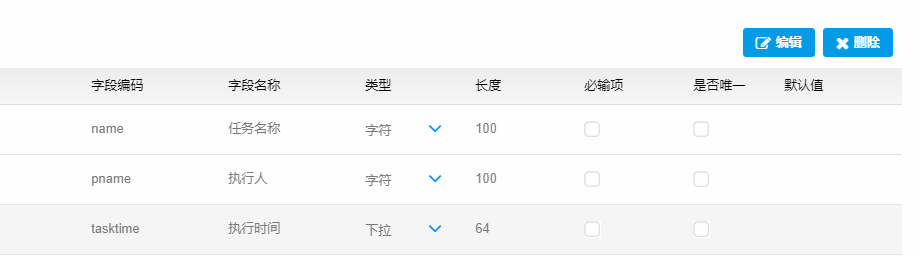 编辑 删除
字段编码 字段名称 类型 长度 必输项 是否唯一 默认值
name 任务名称 字符 100
pname 执行人 字符 100
tasktime 执行时间 下拉 64